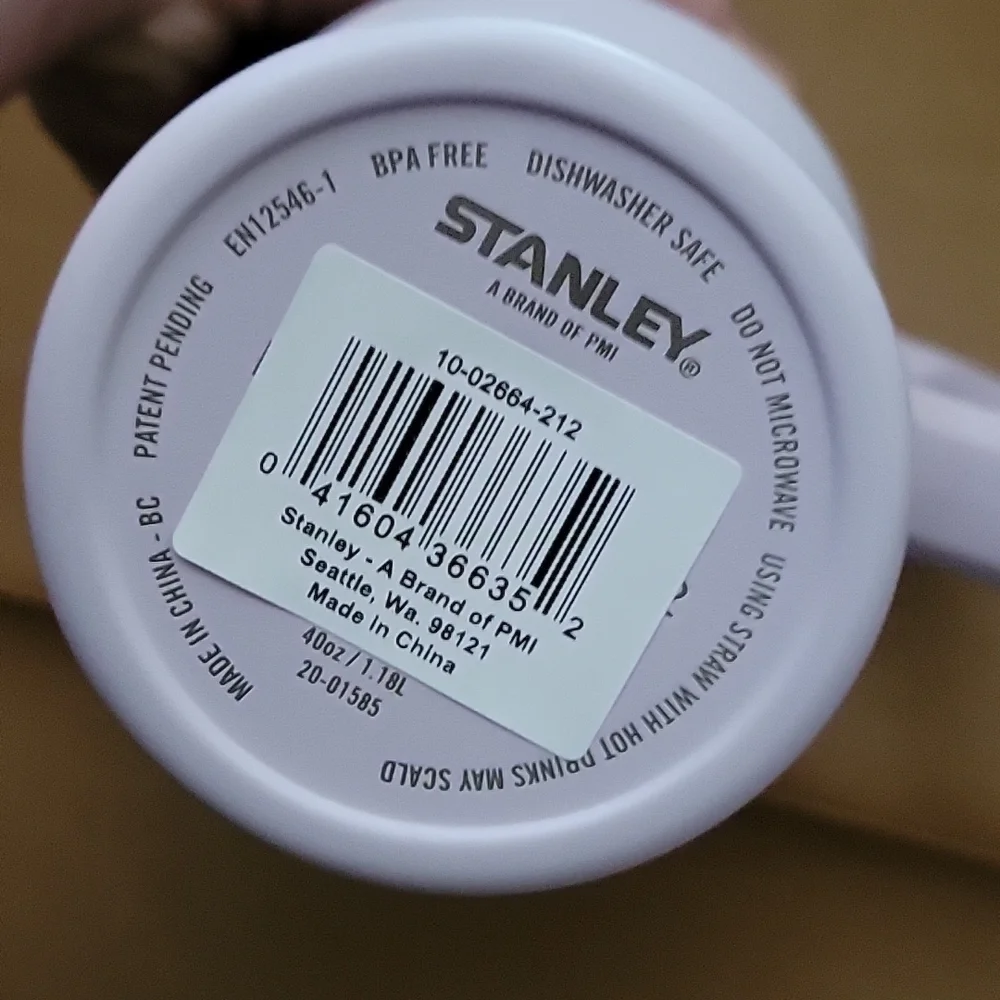 MADE IN CHINA - BC
PATENT PENDING
EN12546-1
BPA FREE
DISHWASHER SAFE
DO NOT MICROWAVE
USING STRAW WITH HOT DRINKS MAY SCALD
STANLEY®
A BRAND OF PMI
10-02664-212
0 41604 36635 2
Stanley - A Brand of PMI
Seattle, Wa. 98121
Made in China
40oz / 1.18L
20-01585